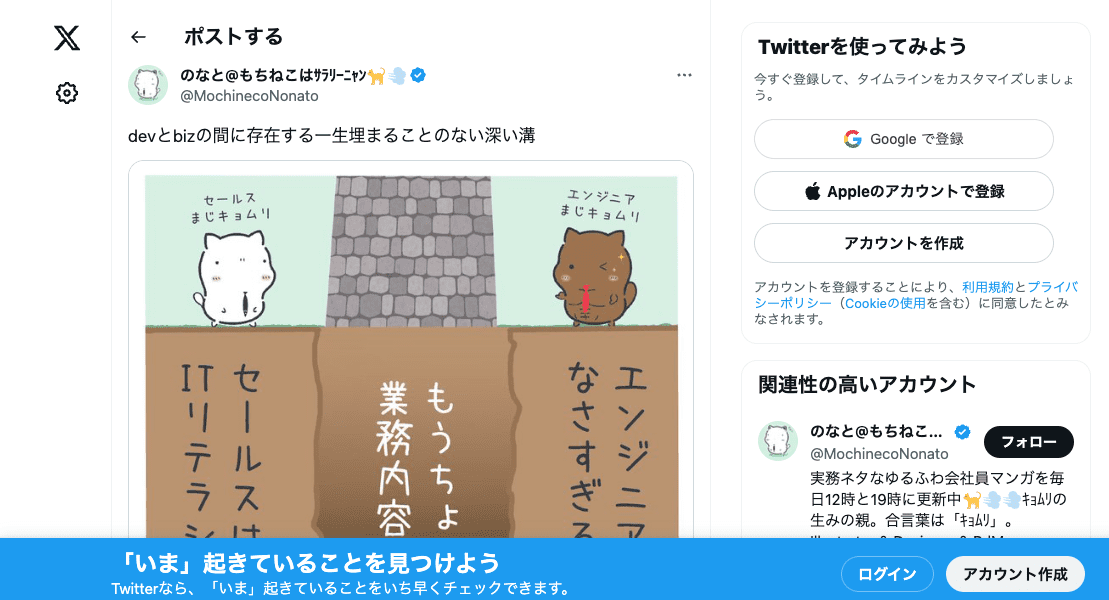 ポストする
のなと@もちねこはｻﾗﾘｰﾆｬﾝ🐈💨
@MochinecoNonato
devとbizの間に存在する一生埋まることのない深い溝
セールス
まじキョムリ
エンジニア
まじキョムリ
セールスは
ITリテラシ
もうちょ
業務内容
エンジニア
なさすぎる
Twitterを使ってみよう
今すぐ登録して、タイムラインをカスタマイズしましょ
う。
Google で登録
Appleのアカウントで登録
アカウントを作成
アカウントを登録することにより、利用規約とプライバ
シーポリシー（Cookieの使用を含む）に同意したとみ
なされます。
関連性の高いアカウント
のなと@もちねこ...
@MochinecoNonato
フォロー
実務ネタなゆるふわ会社員マンガを毎
日12時と19時に更新中🐈💨💨ｷｮﾑﾘの
生みの親。合言葉は「ｷｮﾑﾘ」。
「いま」起きていることを見つけよう
Twitterなら、「いま」起きていることをいち早くチェックできます。
ログイン
アカウント作成